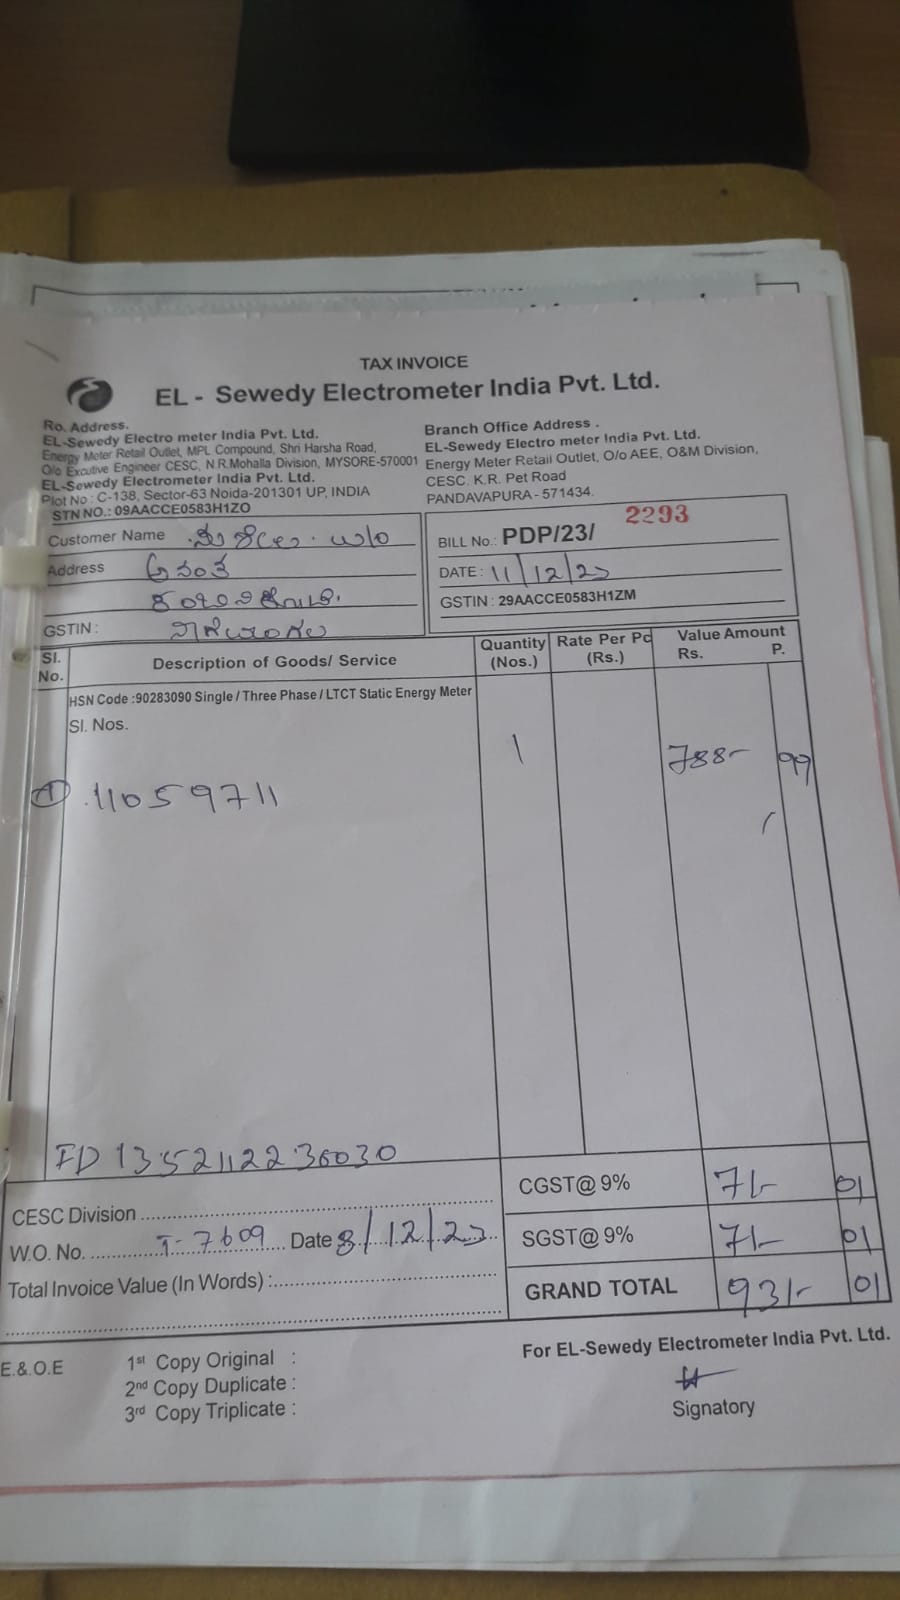 TAX INVOICE
EL - Sewedy Electrometer India Pvt. Ltd.
Ro. Address.
EL-Sewedy Electro meter India Pvt. Ltd.
Energy Meter Retail Outlet, MPL Compound, Shri Harsha Road,
O/o Excutive Engineer CESC, N.R.Mohalla Division, MYSORE-570001
EL-Sewedy Electrometer India Pvt. Ltd.
Plot No : C-138, Sector-63 Noida-201301 UP, INDIA
STN NO.: 09AACCE0583H1ZO
Branch Office Address .
EL-Sewedy Electro meter India Pvt. Ltd.
Energy Meter Retail Outlet, O/o AEE, O&M Division,
CESC. K.R. Pet Road
PANDAVAPURA - 571434.
Customer Name W/o
Address
GSTIN :
2293
BILL No.: PDP/23/
DATE : 11/12/23
GSTIN : 29AACCE0583H1ZM
Sl. No. Description of Goods/ Service Quantity (Nos.) Rate Per Pc (Rs.) Value Amount Rs. P.
HSN Code :90283090 Single / Three Phase / LTCT Static Energy Meter
Sl. Nos.
1 788- 99
① 11059711
FD 1352112236030
CGST@ 9% 71- 01
CESC Division
SGST@ 9% 71- 01
W.O. No. T-7609 Date 8/12/23
GRAND TOTAL 931- 01
Total Invoice Value (In Words) :
For EL-Sewedy Electrometer India Pvt. Ltd.
E.& O.E
1st Copy Original :
2nd Copy Duplicate :
3rd Copy Triplicate :
Signatory